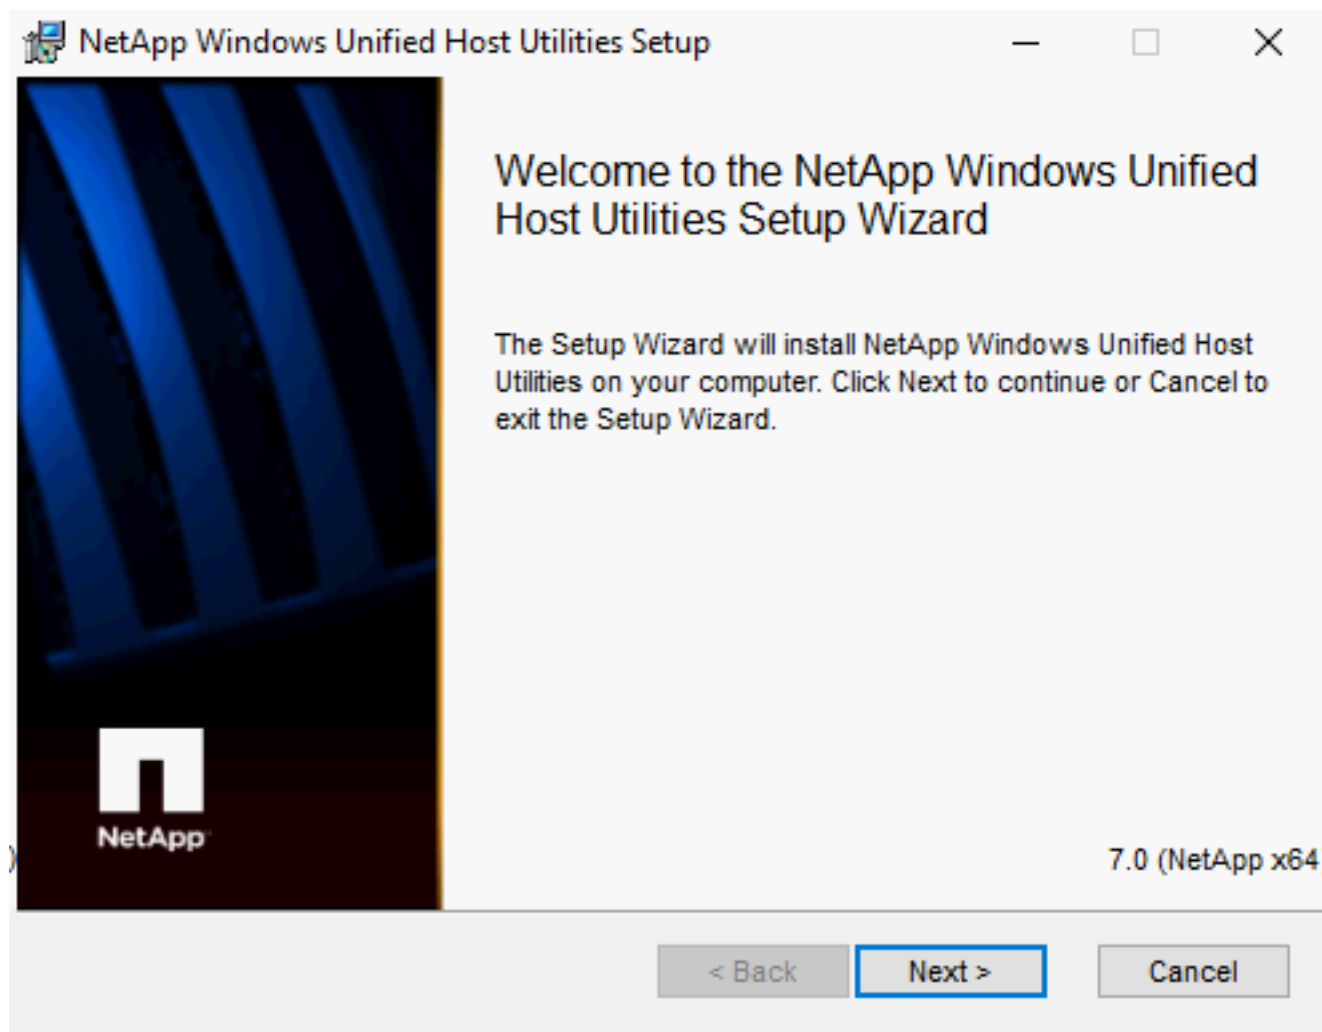 NetApp Windows Unified Host Utilities Setup
Welcome to the NetApp Windows Unified
Host Utilities Setup Wizard
The Setup Wizard will install NetApp Windows Unified Host
Utilities on your computer. Click Next to continue or Cancel to
exit the Setup Wizard.
NetApp
)
7.0 (NetApp x64
< Back
Next >
Cancel